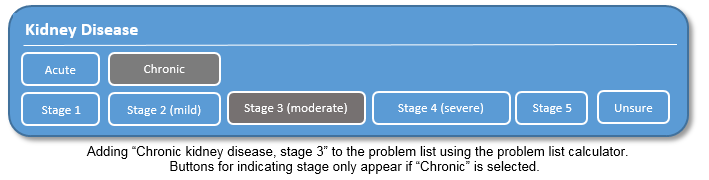 Kidney Disease
Acute Chronic
Stage 1 Stage 2 (mild) Stage 3 (moderate) Stage 4 (severe) Stage 5 Unsure
Adding “Chronic kidney disease, stage 3” to the problem list using the problem list calculator.
Buttons for indicating stage only appear if “Chronic” is selected.